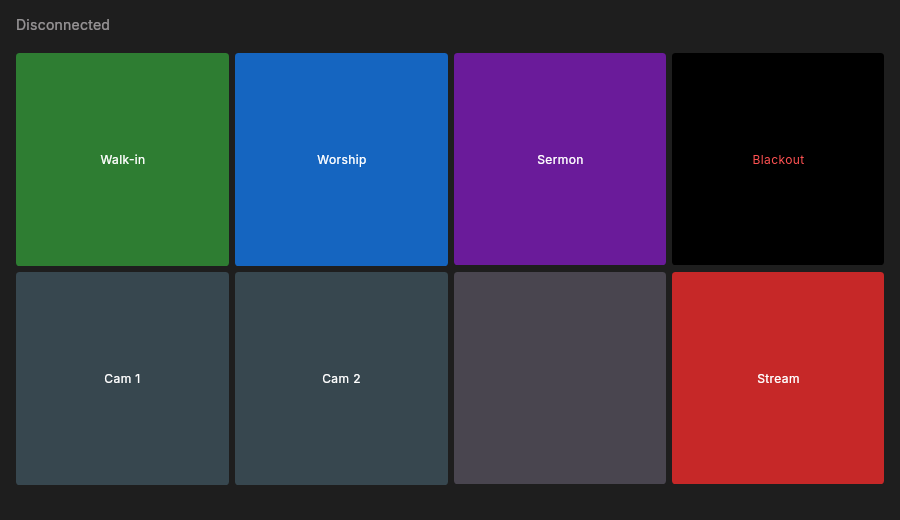 Disconnected
Walk-in
Worship
Sermon
Blackout
Cam 1
Cam 2
Stream